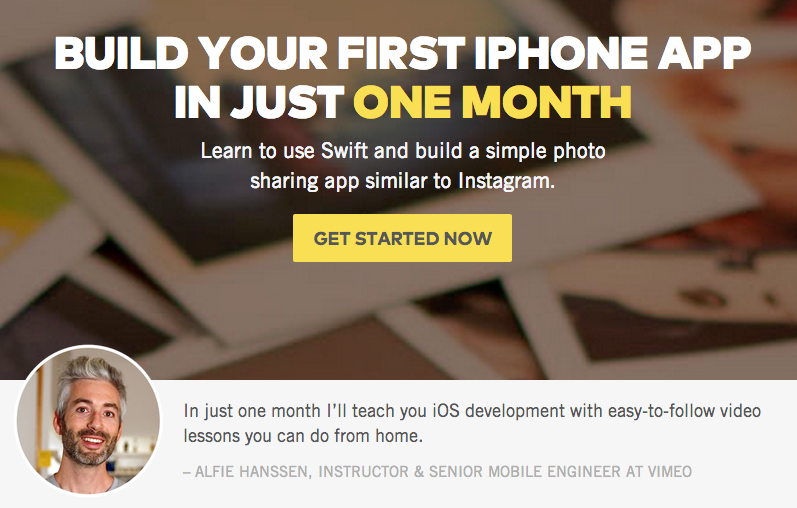 BUILD YOUR FIRST IPHONE APP
IN JUST ONE MONTH
Learn to use Swift and build a simple photo
sharing app similar to Instagram.
GET STARTED NOW
In just one month I'll teach you iOS development with easy-to-follow video
lessons you can do from home.
– ALFIE HANSSEN, INSTRUCTOR & SENIOR MOBILE ENGINEER AT VIMEO